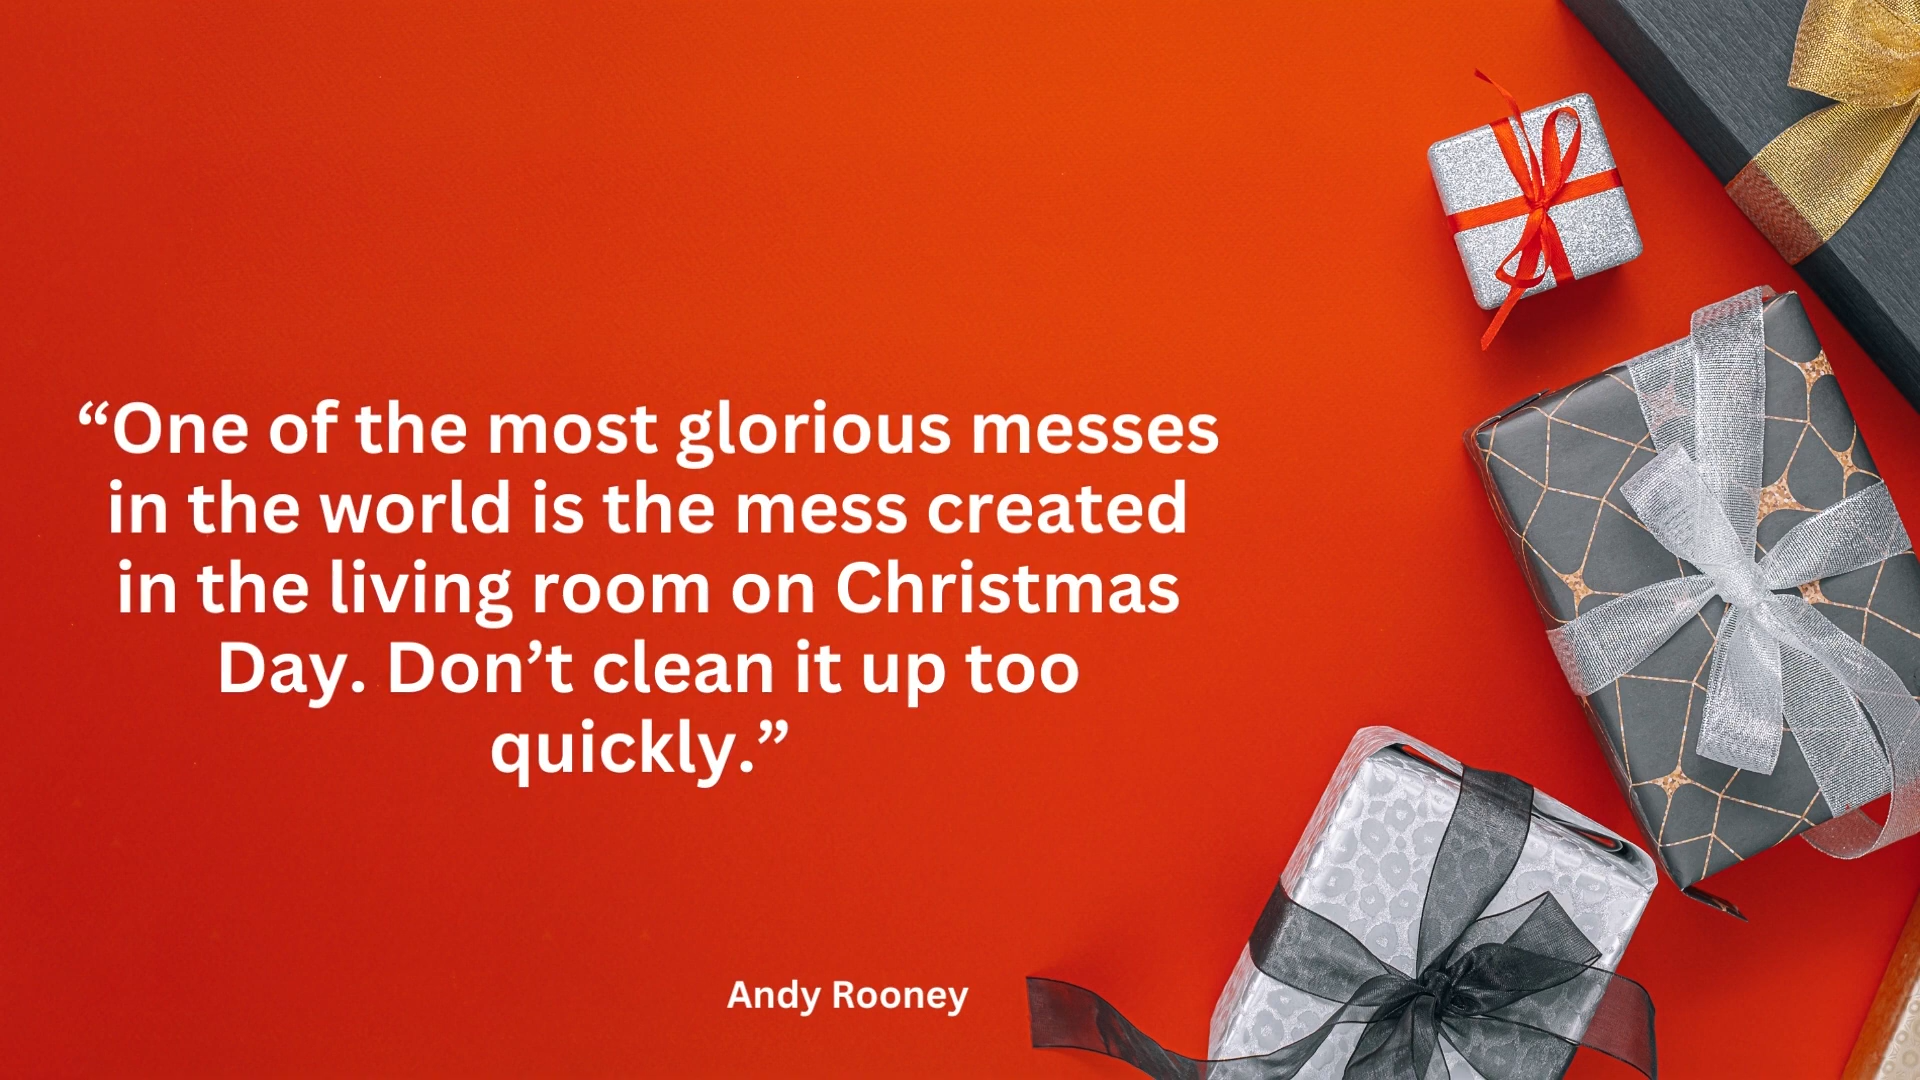 “One of the most glorious messes
in the world is the mess created
in the living room on Christmas
Day. Don’t clean it up too
quickly.”
Andy Rooney